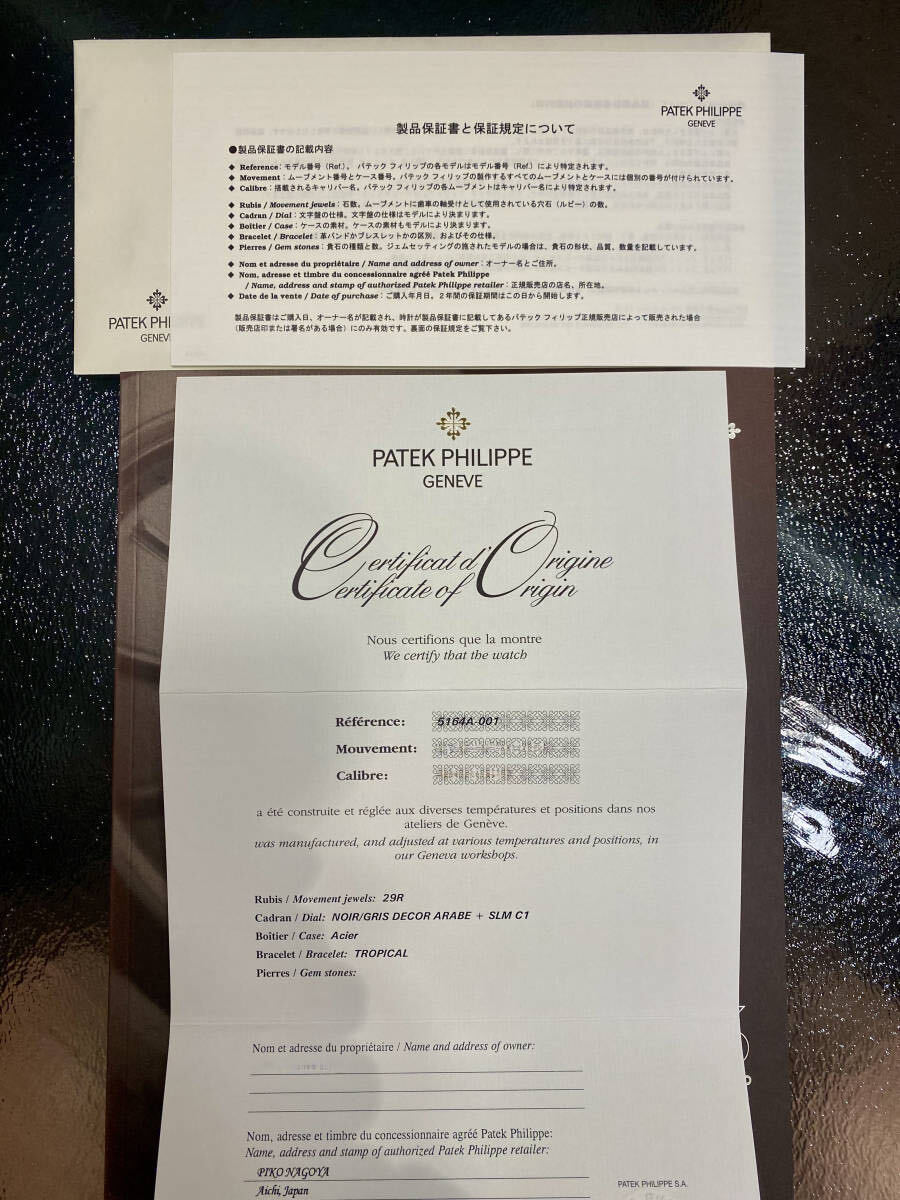 PATEK PHILIPPE
GENEVE
製品保証書と保証規定について
●製品保証書の記載内容
◆ Reference：モデル番号（Ref.）。 パテック フィリップの各モデルはモデル番号（Ref.）により特定されます。
◆ Movement：ムーブメント番号とケース番号。パテック フィリップの製作するすべてのムーブメントとケースには個別の番号が付けられています。
◆ Calibre：搭載されるキャリバー名。パテック フィリップの各ムーブメントはキャリバー名により特定されます。
◆ Rubis / Movement jewels：石数。ムーブメントに歯車の軸受けとして使用されている穴石（ルビー）の数。
◆ Cadran / Dial：文字盤の仕様。文字盤の仕様はモデルにより決まります。
◆ Boîtier / Case：ケースの素材。ケースの素材もモデルにより決まります。
◆ Bracelet / Bracelet：革バンドかブレスレットかの区別、およびその仕様。
◆ Pierres / Gem stones：貴石の種類と数。ジェムセッティングの施されたモデルの場合は、貴石の形状、品質、数量を記載しています。
◆ Nom et adresse du propriétaire / Name and address of owner：オーナー名とご住所。
◆ Nom, adresse et timbre du concessionnaire agréé Patek Philippe
/ Name, address and stamp of authorized Patek Philippe retailer：正規販売店の店名、所在地。
◆ Date de la vente / Date of purchase：ご購入年月日。２年間の保証期間はこの日から開始します。
製品保証書はご購入日、オーナー名が記載され、時計が製品保証書に記載してあるパテック フィリップ正規販売店によって販売された場合
（販売店印または署名がある場合）にのみ有効です。裏面の保証規定をご覧下さい。
PATEK PHI
GENEV
PATEK PHILIPPE
GENEVE
Certificat d'Origine
Certificate of Origin
Nous certifions que la montre
We certify that the watch
Référence: 5164A-001
Mouvement:
Calibre:
a été construite et réglée aux diverses températures et positions dans nos
ateliers de Genève.
was manufactured, and adjusted at various temperatures and positions, in
our Geneva workshops.
Rubis / Movement jewels: 29R
Cadran / Dial: NOIR/GRIS DECOR ARABE + SLM C1
Boîtier / Case: Acier
Bracelet / Bracelet: TROPICAL
Pierres / Gem stones:
Nom et adresse du propriétaire / Name and address of owner:
Nom, adresse et timbre du concessionnaire agréé Patek Philippe:
Name, address and stamp of authorized Patek Philippe retailer:
PIKO NAGOYA
Aichi, Japan
PATEK PHILIPPE S.A.